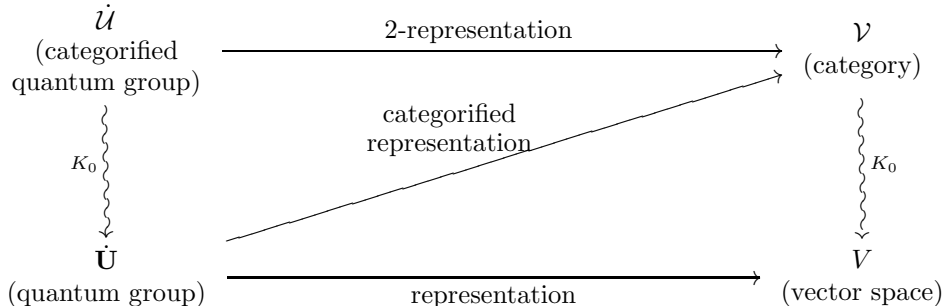 𝒰̇
(categorified
quantum group)
2-representation
𝒱
(category)
categorified
representation
K₀
K₀
𝐔̇
(quantum group)
representation
V
(vector space)